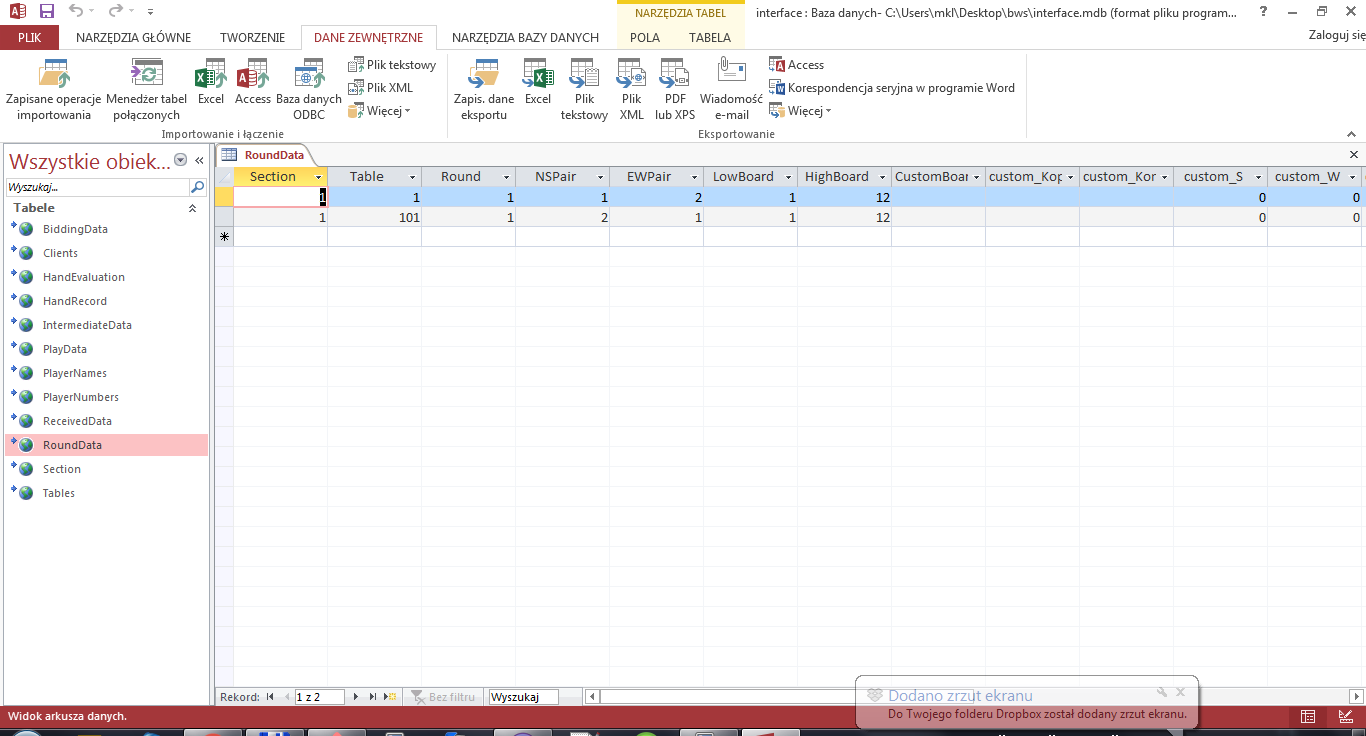 NARZĘDZIA TABEL
interface : Baza danych- C:\Users\mkl\Desktop\bws\interface.mdb (format pliku program...
?
PLIK
NARZĘDZIA GŁÓWNE
TWORZENIE
DANE ZEWNĘTRZNE
NARZĘDZIA BAZY DANYCH
POLA
TABELA
Zaloguj się
Zapisane operacje importowania
Menedżer tabel połączonych
Excel
Access
Baza danych ODBC
Plik tekstowy
Plik XML
Więcej
Importowanie i łączenie
Zapis. dane eksportu
Excel
Plik tekstowy
Plik XML
PDF lub XPS
Wiadomość e-mail
Access
Korespondencja seryjna w programie Word
Więcej
Eksportowanie
Wszystkie obiek...
Wyszukaj...
Tabele
BiddingData
Clients
HandEvaluation
HandRecord
IntermediateData
PlayData
PlayerNames
PlayerNumbers
ReceivedData
RoundData
Section
Tables
RoundData
Section Table Round NSPair EWPair LowBoard HighBoard CustomBoar custom_Kop custom_Kor custom_S custom_W
1 1 1 1 2 1 12 0 0
1 101 1 2 1 1 12 0 0
Rekord: 1 z 2 Bez filtru Wyszukaj
Dodano zrzut ekranu
Do Twojego folderu Dropbox został dodany zrzut ekranu.
Widok arkusza danych.